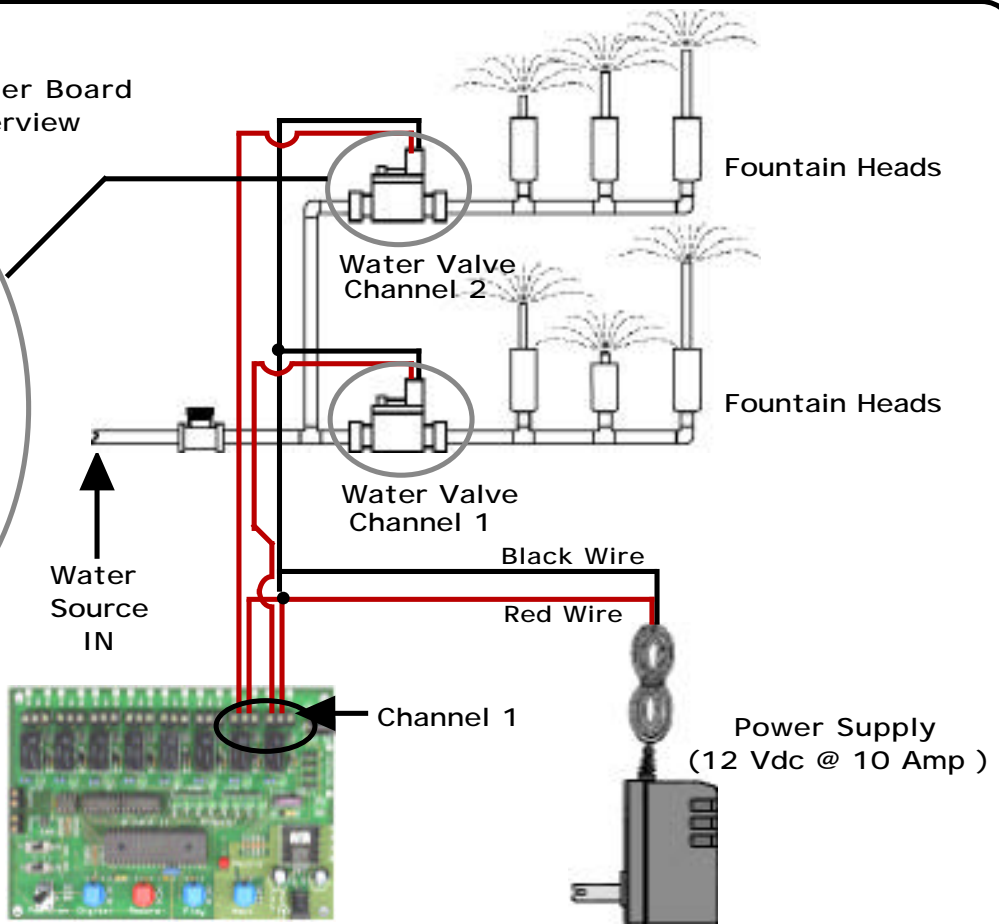 er Board
erview
Fountain Heads
Water Valve
Channel 2
Fountain Heads
Water Valve
Channel 1
Black Wire
Red Wire
Water
Source
IN
Channel 1
Power Supply
(12 Vdc @ 10 Amp )